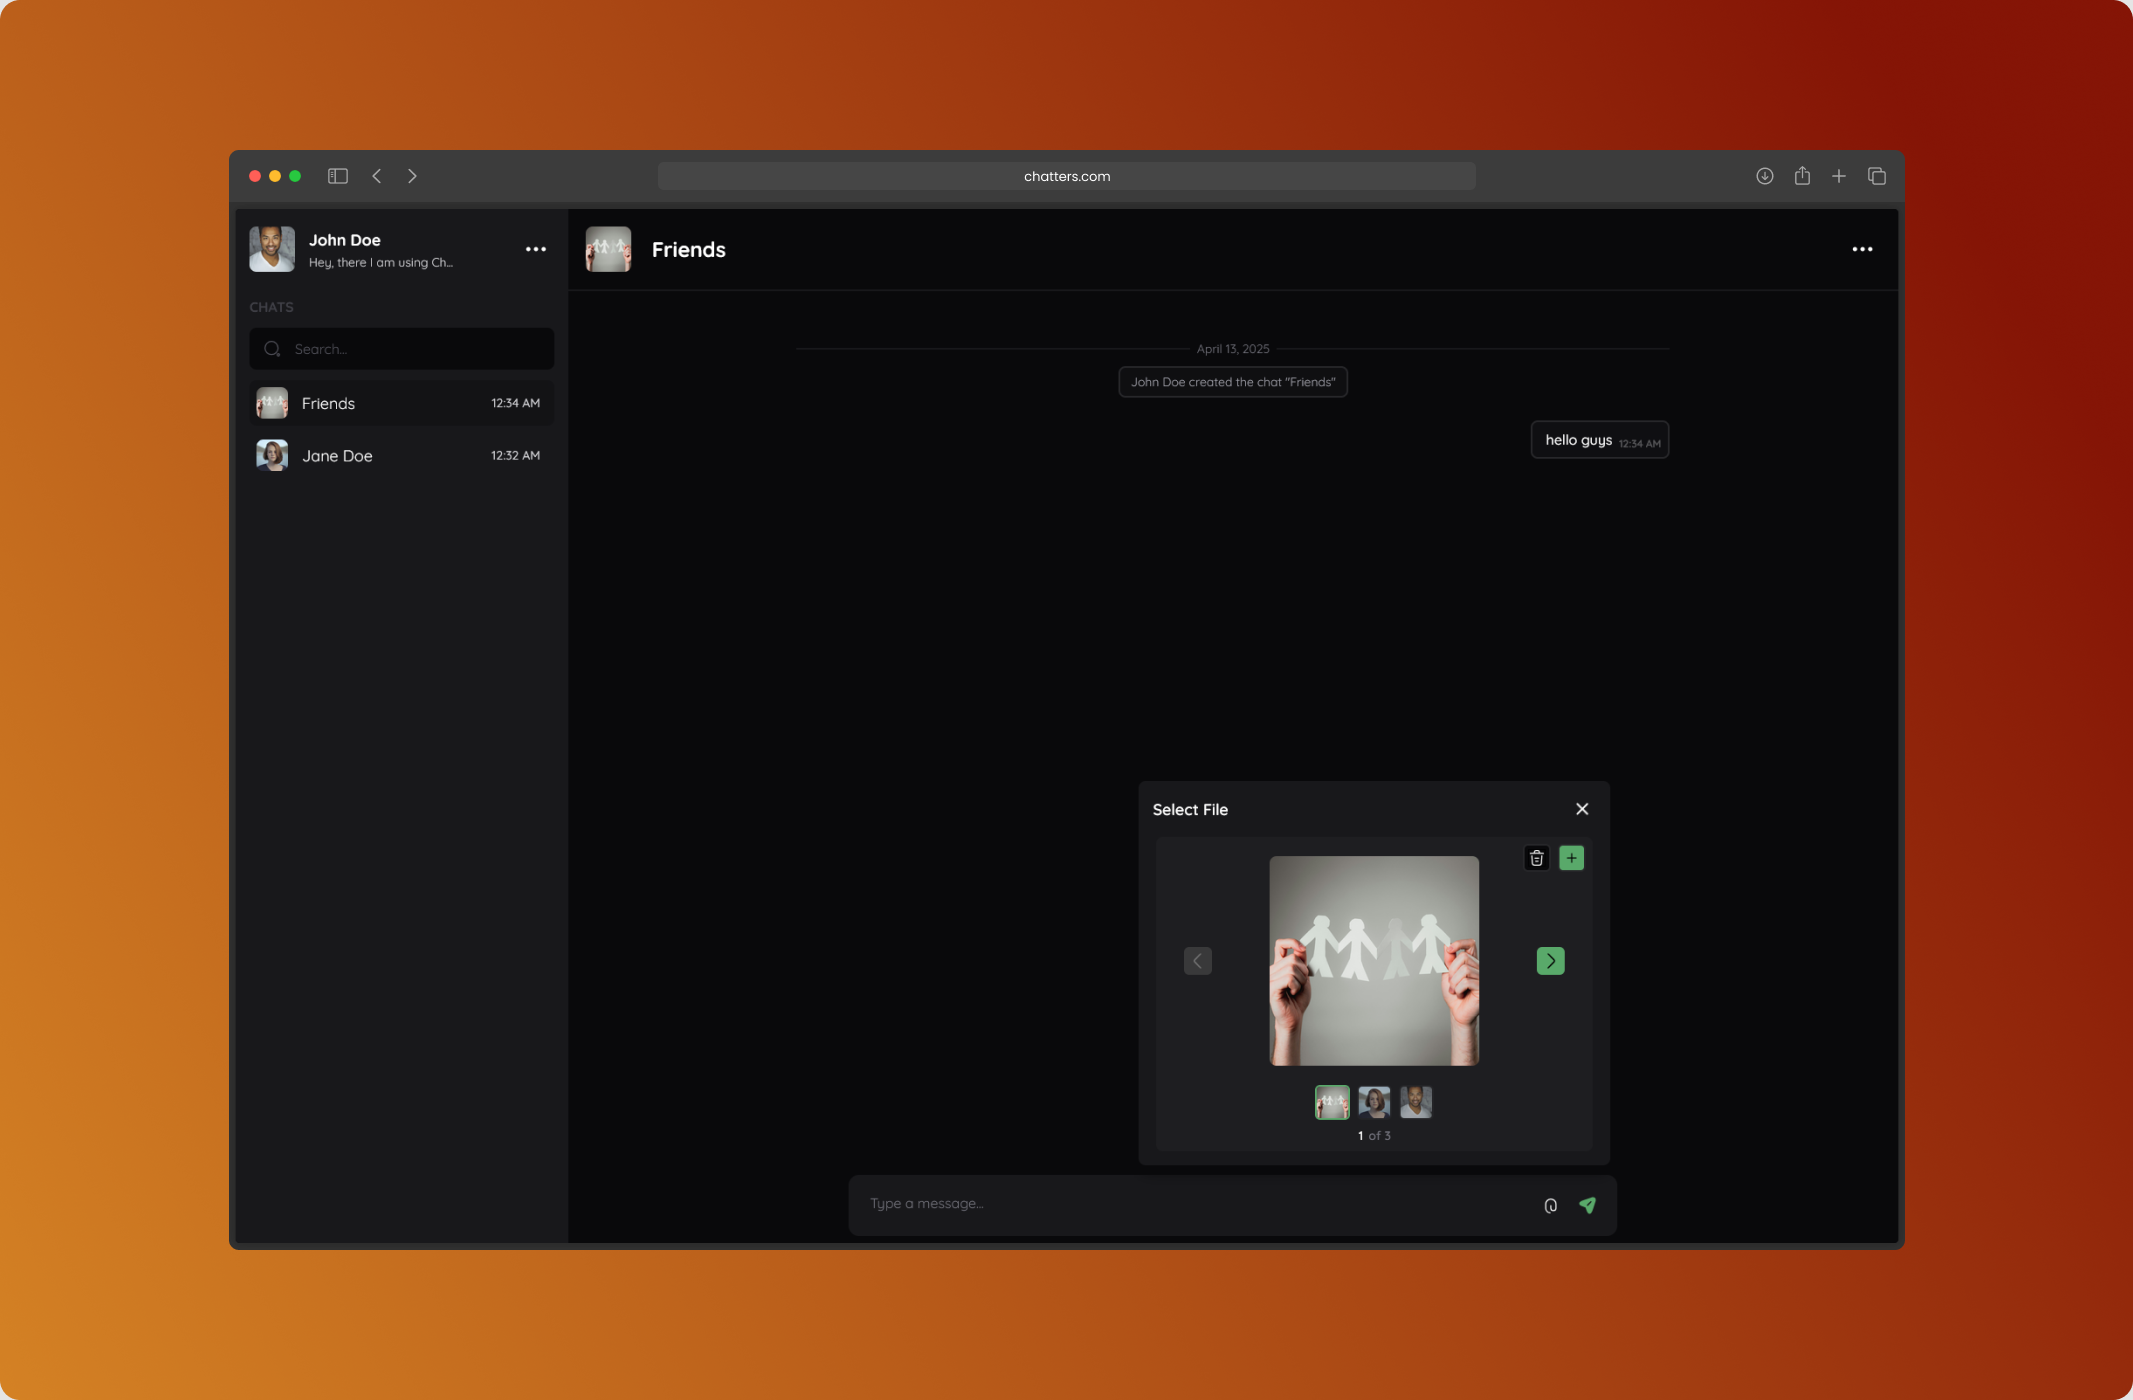 chatters.com
John Doe
Hey, there I am using Ch...
CHATS
Search...
Friends 12:34 AM
Jane Doe 12:32 AM
Friends
April 13, 2025
John Doe created the chat "Friends"
hello guys 12:34 AM
Select File
1 of 3
Type a message...